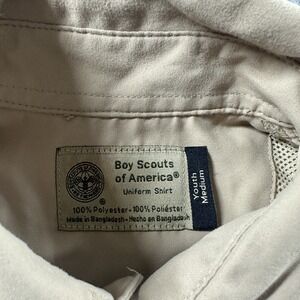 Boy Scouts
of America®
Uniform Shirt
®
100% Polyester • 100% Poliéster
Made in Bangladesh • Hecho en Bangladesh
Youth
Medium